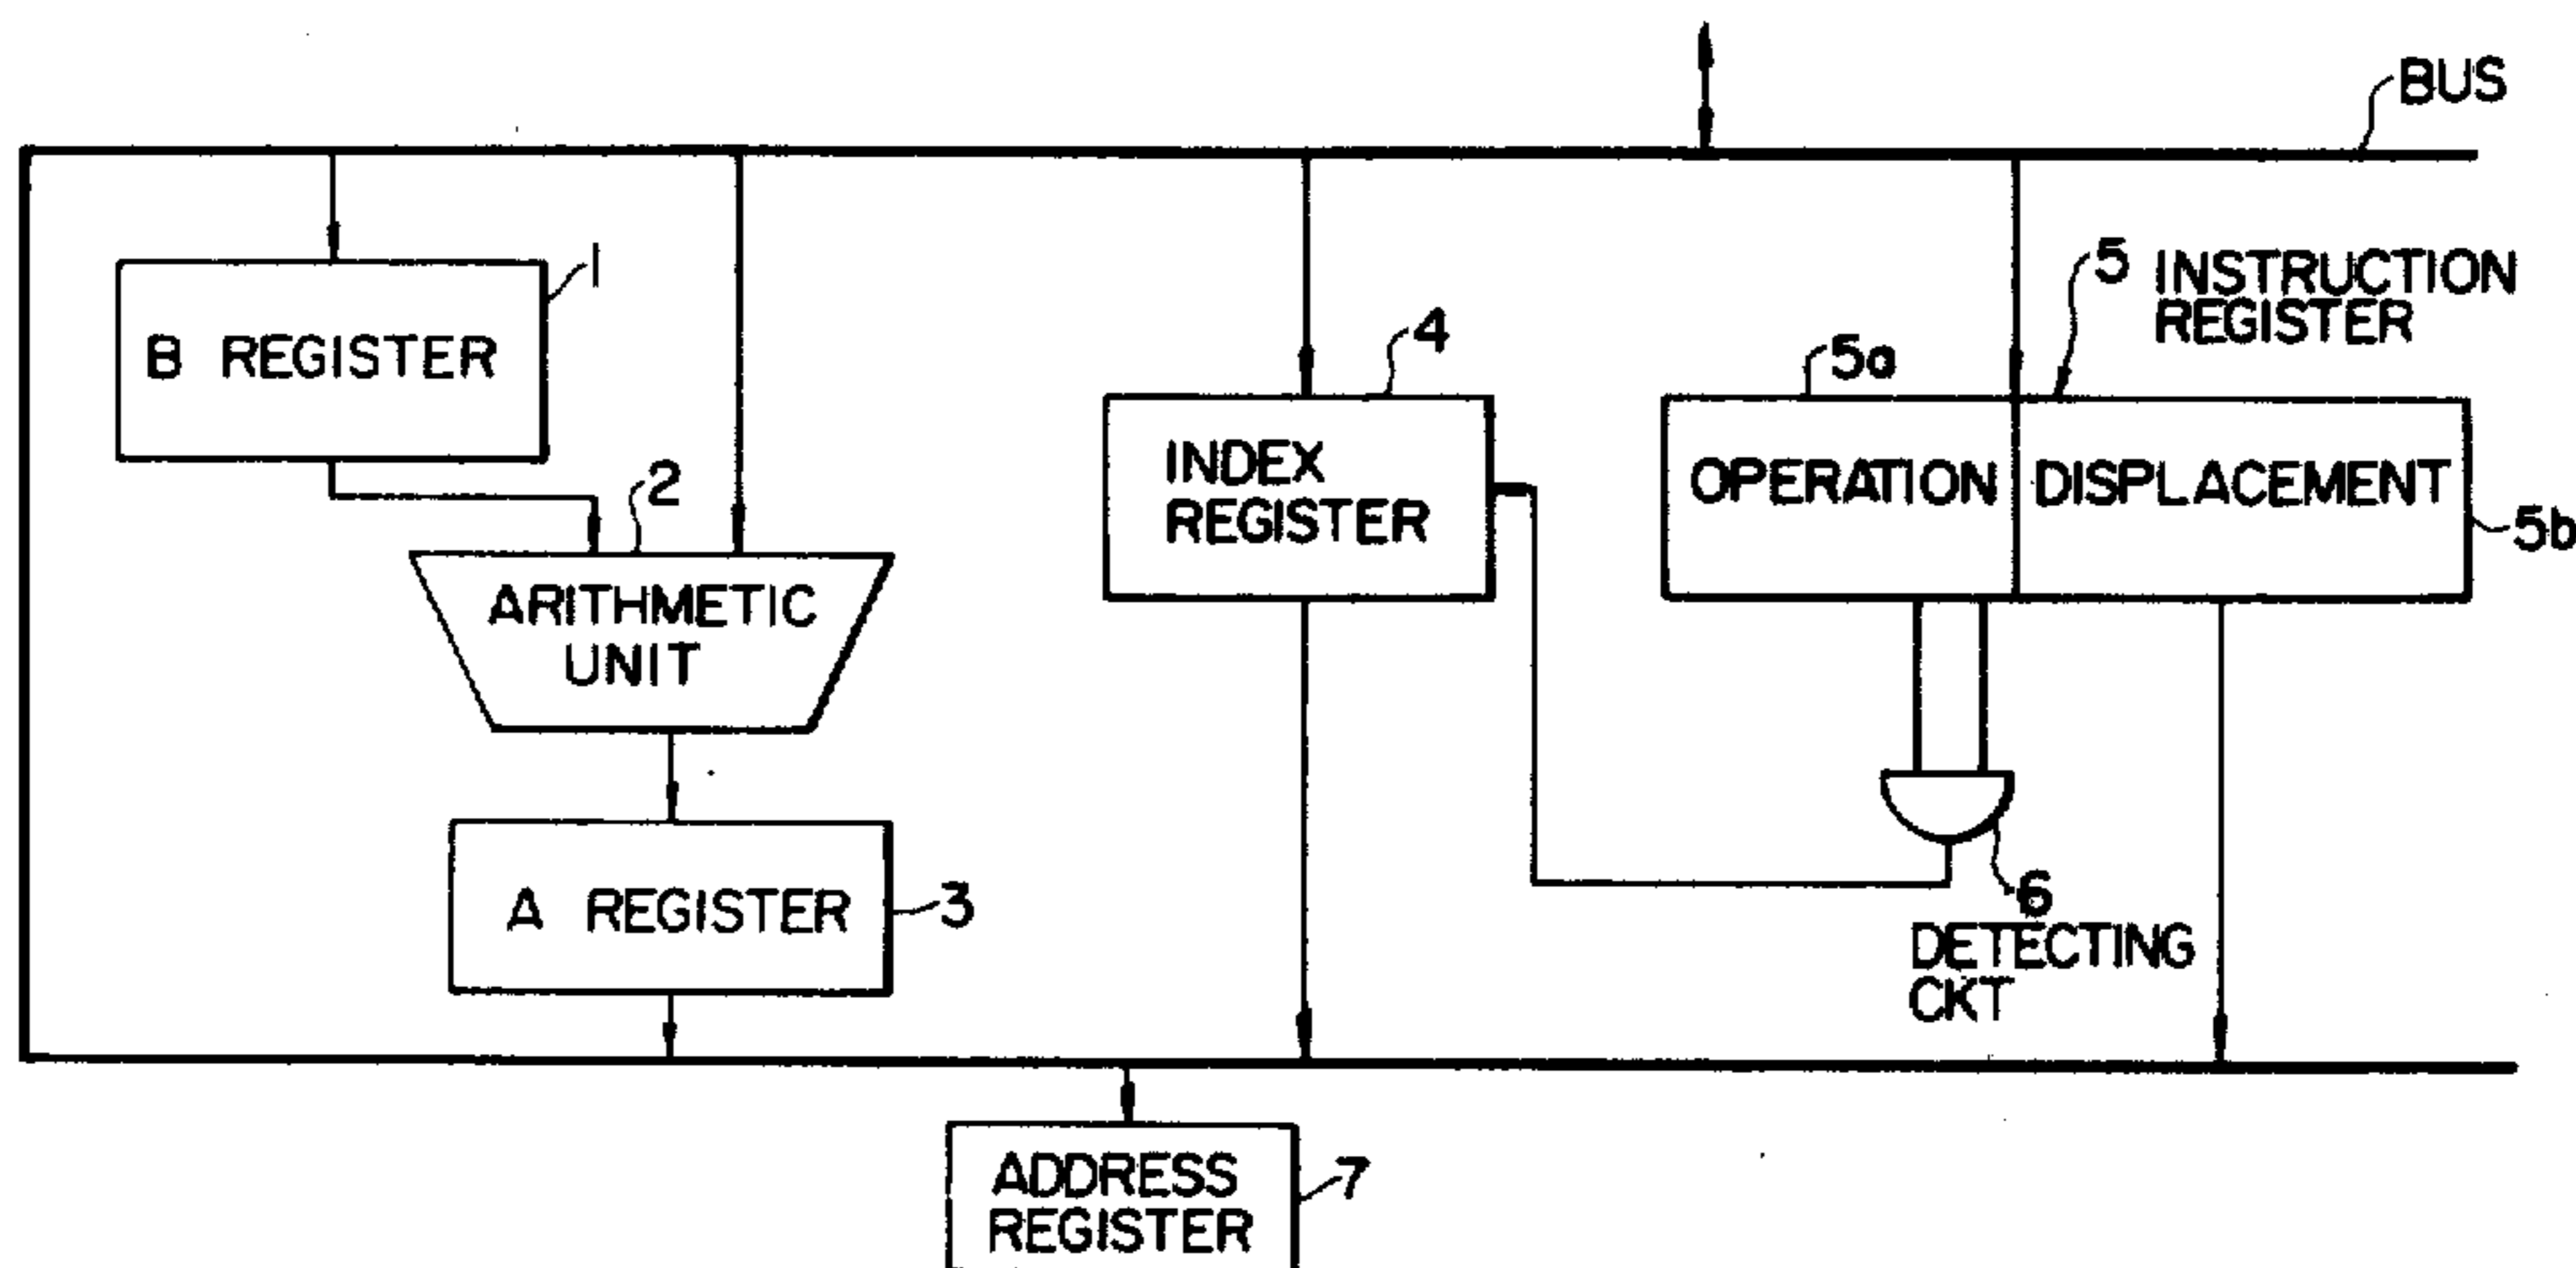 BUS
1
B REGISTER
5 INSTRUCTION
REGISTER
4
5a
2
INDEX
REGISTER
OPERATION DISPLACEMENT
5b
ARITHMETIC
UNIT
A REGISTER
3
6
DETECTING
CKT
ADDRESS
REGISTER
7